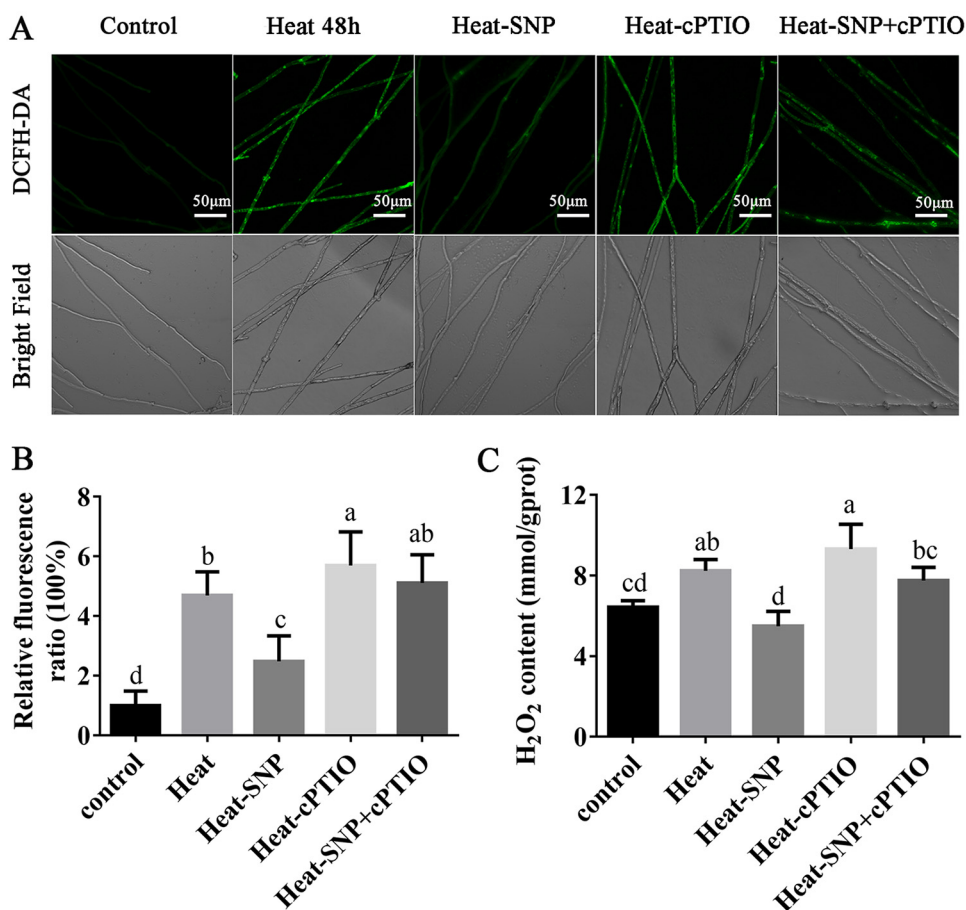 A
Control
Heat 48h
Heat-SNP
Heat-cPTIO
Heat-SNP+cPTIO
DCFH-DA
50μm
50μm
50μm
50μm
50μm
Bright Field
B
Relative fluorescence
ratio (100%)
8
6
4
2
0
d
b
c
a
ab
control
Heat
Heat-SNP
Heat-cPTIO
Heat-SNP+cPTIO
C
H₂O₂ content (mmol/gprot)
12
8
4
0
cd
ab
d
a
bc
control
Heat
Heat-SNP
Heat-cPTIO
Heat-SNP+cPTIO